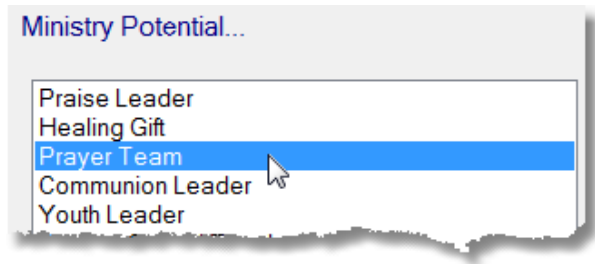 Ministry Potential...
Praise Leader
Healing Gift
Prayer Team
Communion Leader
Youth Leader